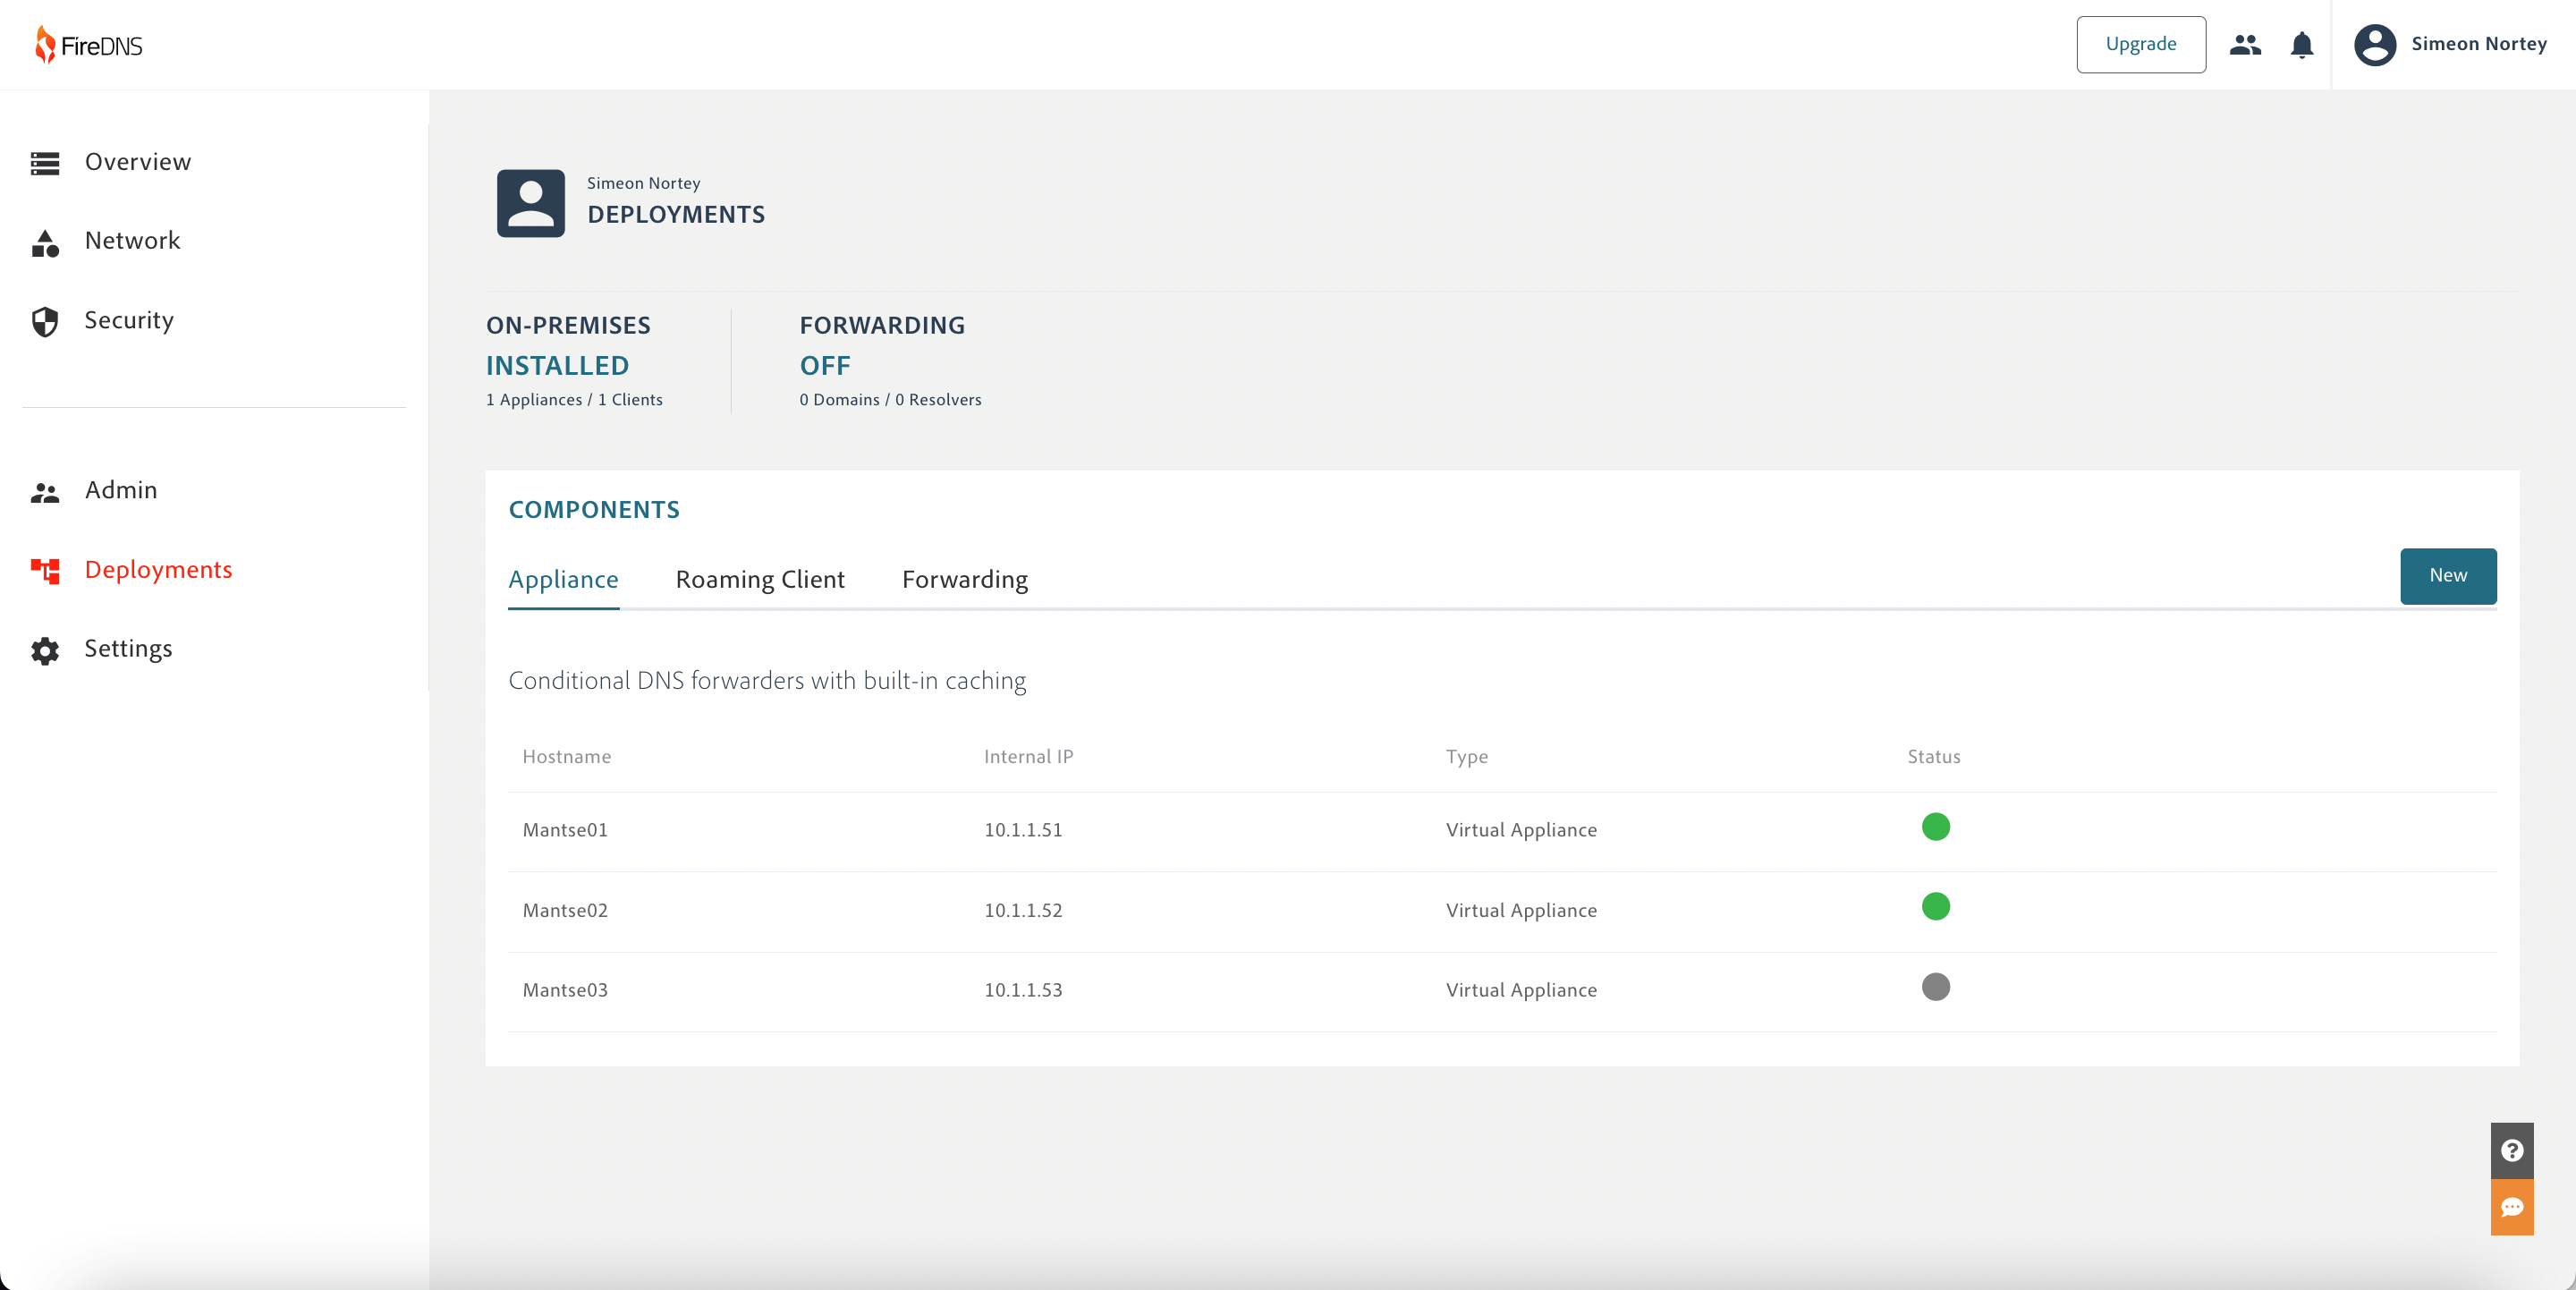 FireDNS
Upgrade
Simeon Nortey
Overview
Network
Security
Admin
Deployments
Settings
Simeon Nortey
DEPLOYMENTS
ON-PREMISES
INSTALLED
1 Appliances / 1 Clients
FORWARDING
OFF
0 Domains / 0 Resolvers
COMPONENTS
Appliance Roaming Client Forwarding
New
Conditional DNS forwarders with built-in caching
Hostname Internal IP Type Status
Mantse01 10.1.1.51 Virtual Appliance
Mantse02 10.1.1.52 Virtual Appliance
Mantse03 10.1.1.53 Virtual Appliance